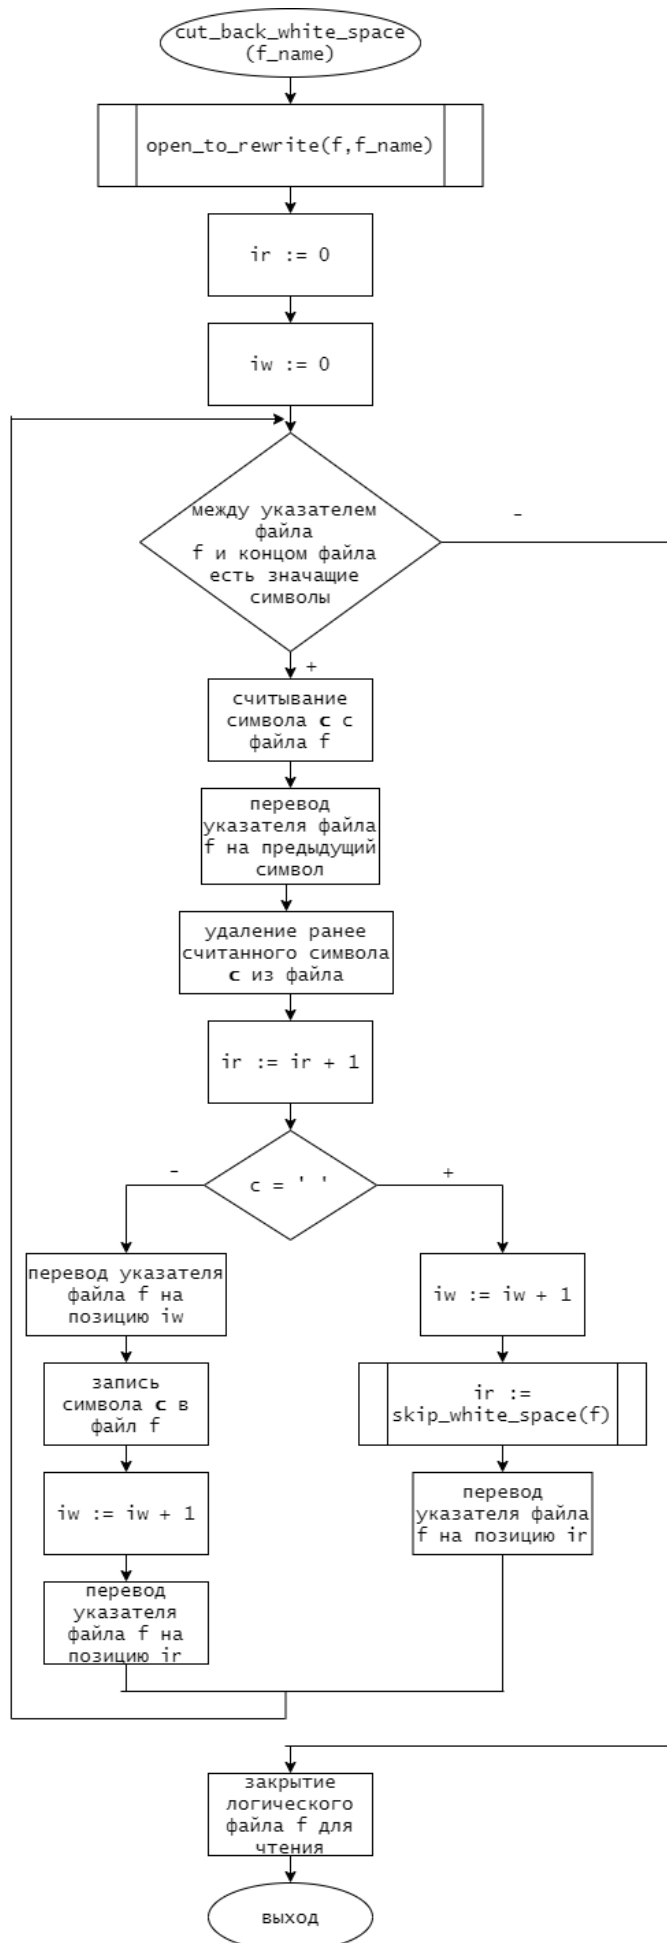 cut_back_white_space
(f_name)
open_to_rewrite(f,f_name)
ir := 0
iw := 0
между указателем
файла
f и концом файла
есть значащие
символы
-
+
считывание
символа с с
файла f
перевод
указателя файла
f на предыдущий
символ
удаление ранее
считанного символа
с из файла
ir := ir + 1
c = ' '
-
+
перевод указателя
файла f на
позицию iw
запись
символа с в
файл f
iw := iw + 1
перевод
указателя
файла f на
позицию ir
iw := iw + 1
ir :=
skip_white_space(f)
перевод
указателя файла
f на позицию ir
закрытие
логического
файла f для
чтения
выход